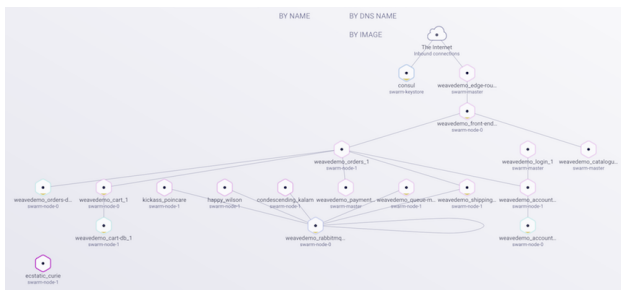 BY NAME
BY DNS NAME
BY IMAGE
The Internet
Inbound connections
consul
swarm-keystore
weavedemo_edge-rou...
swarm-master
weavedemo_front-end...
swarm-node-0
weavedemo_orders_1
swarm-node-1
weavedemo_login_1
swarm-master
weavedemo_catalogu...
swarm-master
weavedemo_orders-d...
swarm-node-0
weavedemo_cart_1
swarm-node-0
kickass_poincare
swarm-node-1
happy_wilson
swarm-node-1
condescending_kalam
swarm-node-1
weavedemo_payment...
swarm-master
weavedemo_queue-m...
swarm-node-1
weavedemo_shipping...
swarm-master
weavedemo_account...
swarm-node-1
weavedemo_cart-db_1
swarm-node-1
weavedemo_rabbitmq...
swarm-node-0
weavedemo_account...
swarm-node-0
ecstatic_curie
swarm-node-1